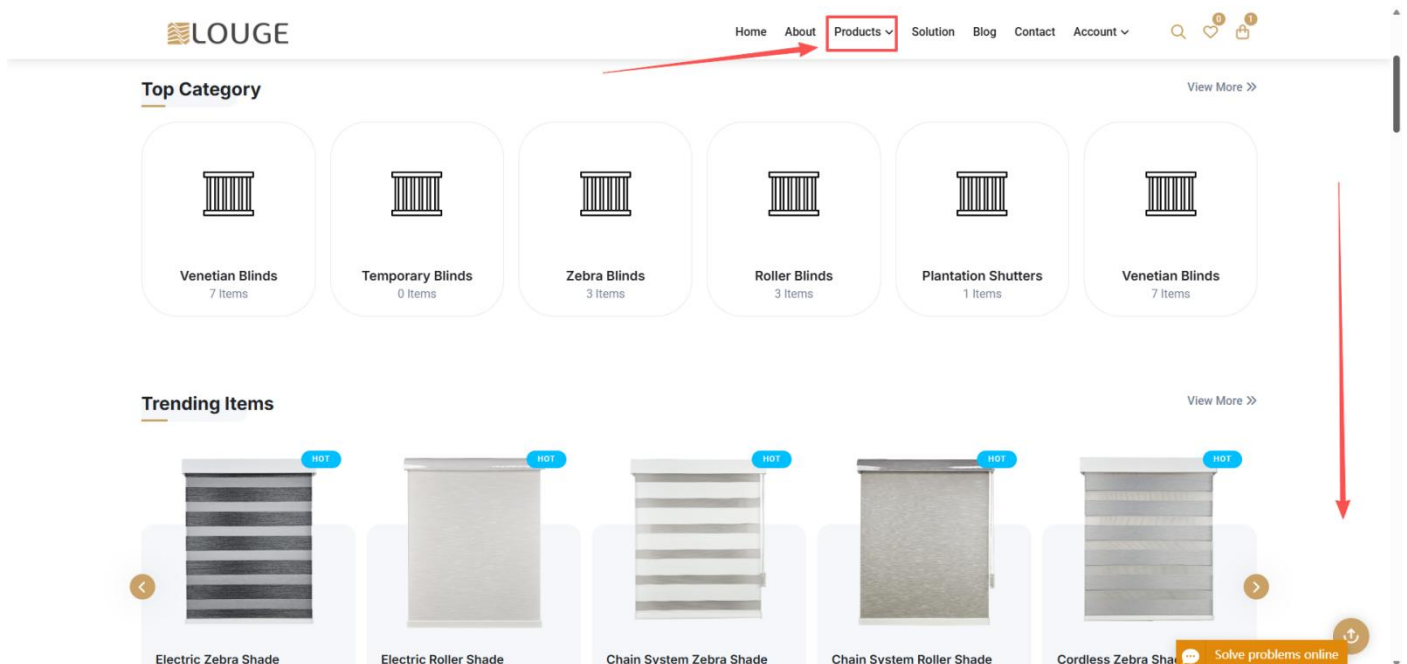 LOUGE
Home About Products Solution Blog Contact Account 0 1
Top Category
View More
Venetian Blinds
7 Items
Temporary Blinds
0 Items
Zebra Blinds
3 Items
Roller Blinds
3 Items
Plantation Shutters
1 Items
Venetian Blinds
7 Items
Trending Items
View More
HOT
HOT
HOT
HOT
HOT
Electric Zebra Shade
Electric Roller Shade
Chain System Zebra Shade
Chain System Roller Shade
Cordless Zebra Sha
Solve problems online